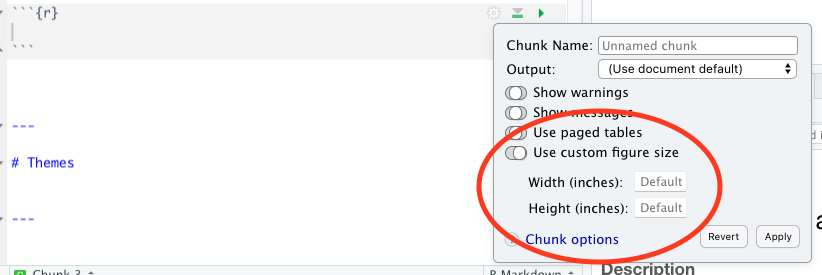 ```{r}
```
---
# Themes
---
Chunk Name: Unnamed chunk
Output: (Use document default)
Show warnings
Show messages
Use paged tables
Use custom figure size
Width (inches): Default
Height (inches): Default
? Chunk options
Revert Apply
C Chunk 3
R Markdown
Description